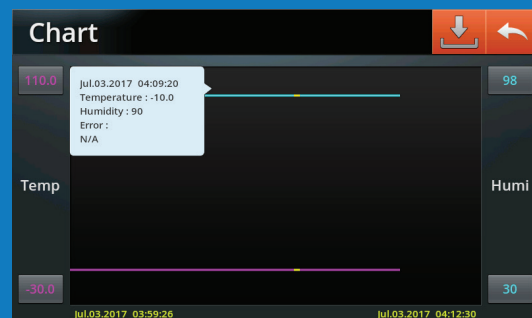 Chart
110.0
98
Jul.03.2017 04:09:20
Temperature : -10.0
Humidity : 90
Error :
N/A
Temp
Humi
-30.0
30
Jul.03.2017 03:59:26
Jul.03.2017 04:12:30